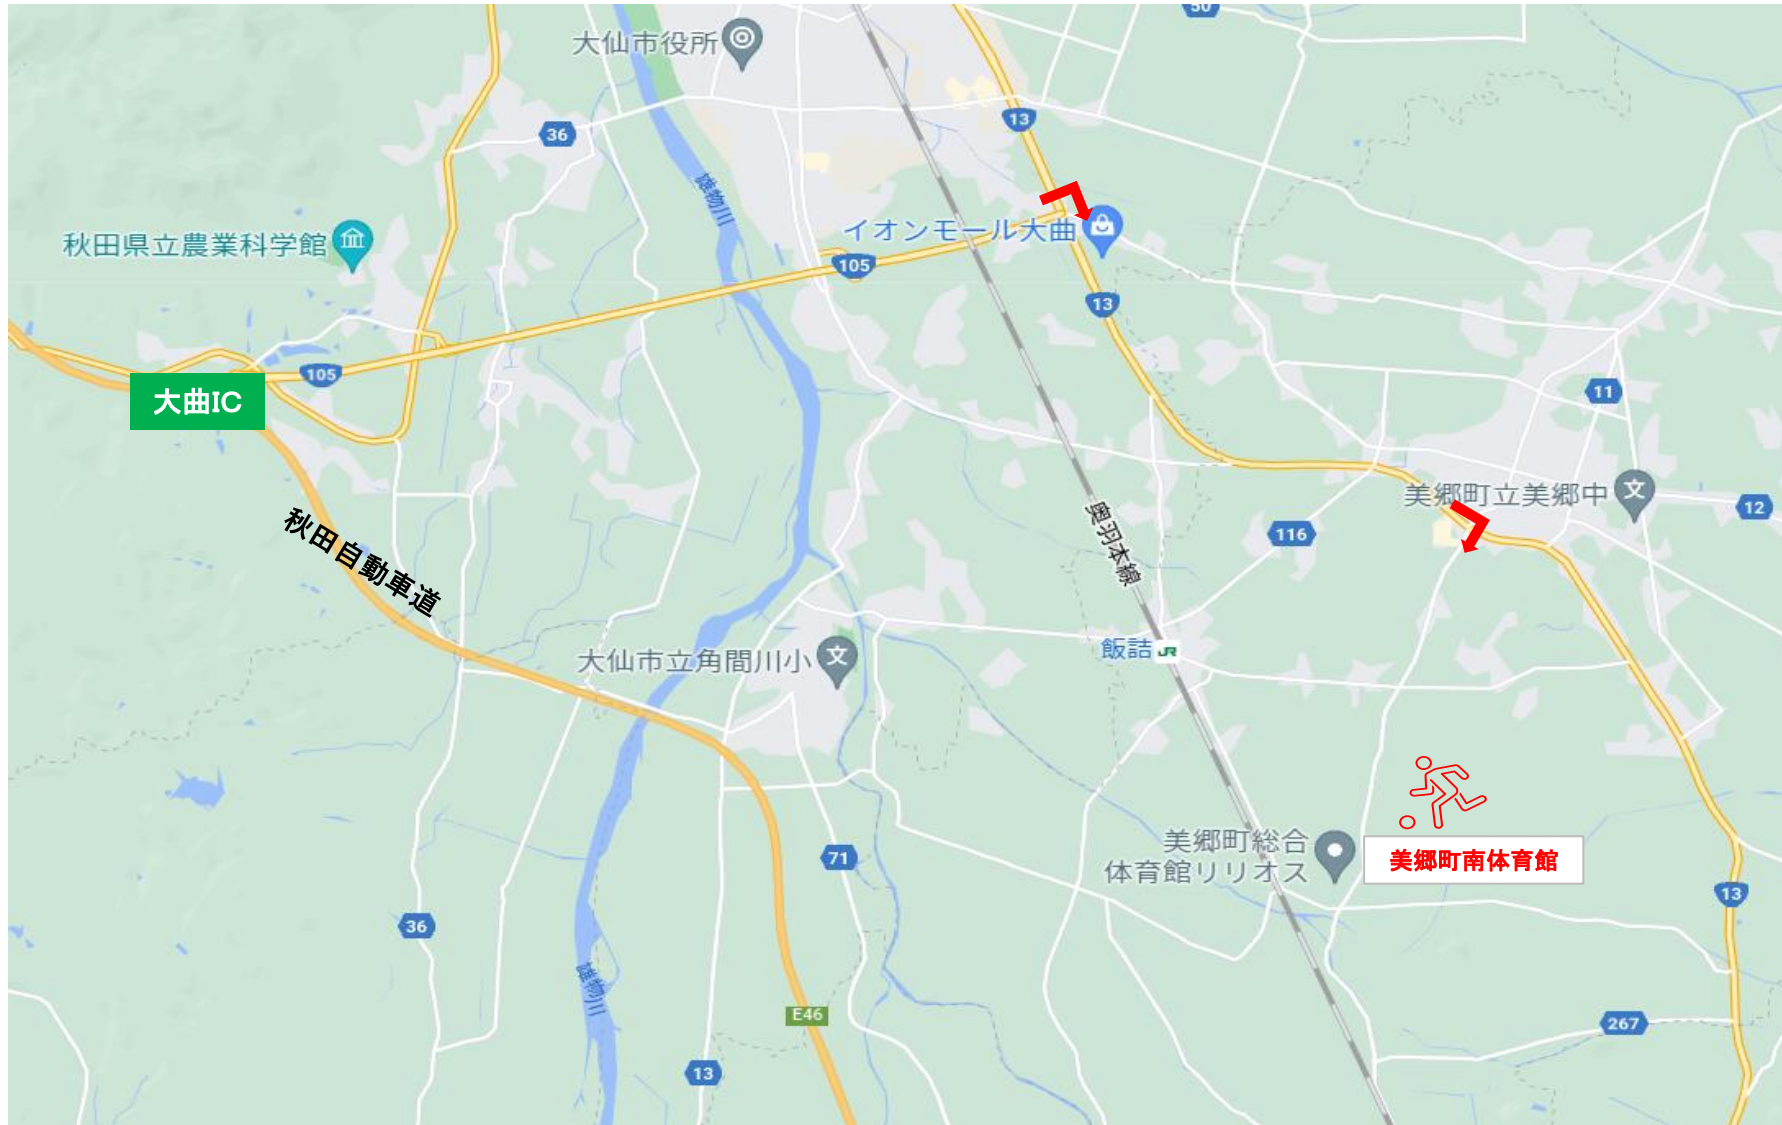 50
大仙市役所
13
36
雄物川
イオンモール大曲
秋田県立農業科学館
105
13
105
大曲IC
11
美郷町立美郷中
文
12
秋田自動車道
奥羽本線
116
飯詰
JR
大仙市立角間川小
文
美郷町総合
体育館リリオス
美郷町南体育館
71
13
36
雄物川
E46
267
13